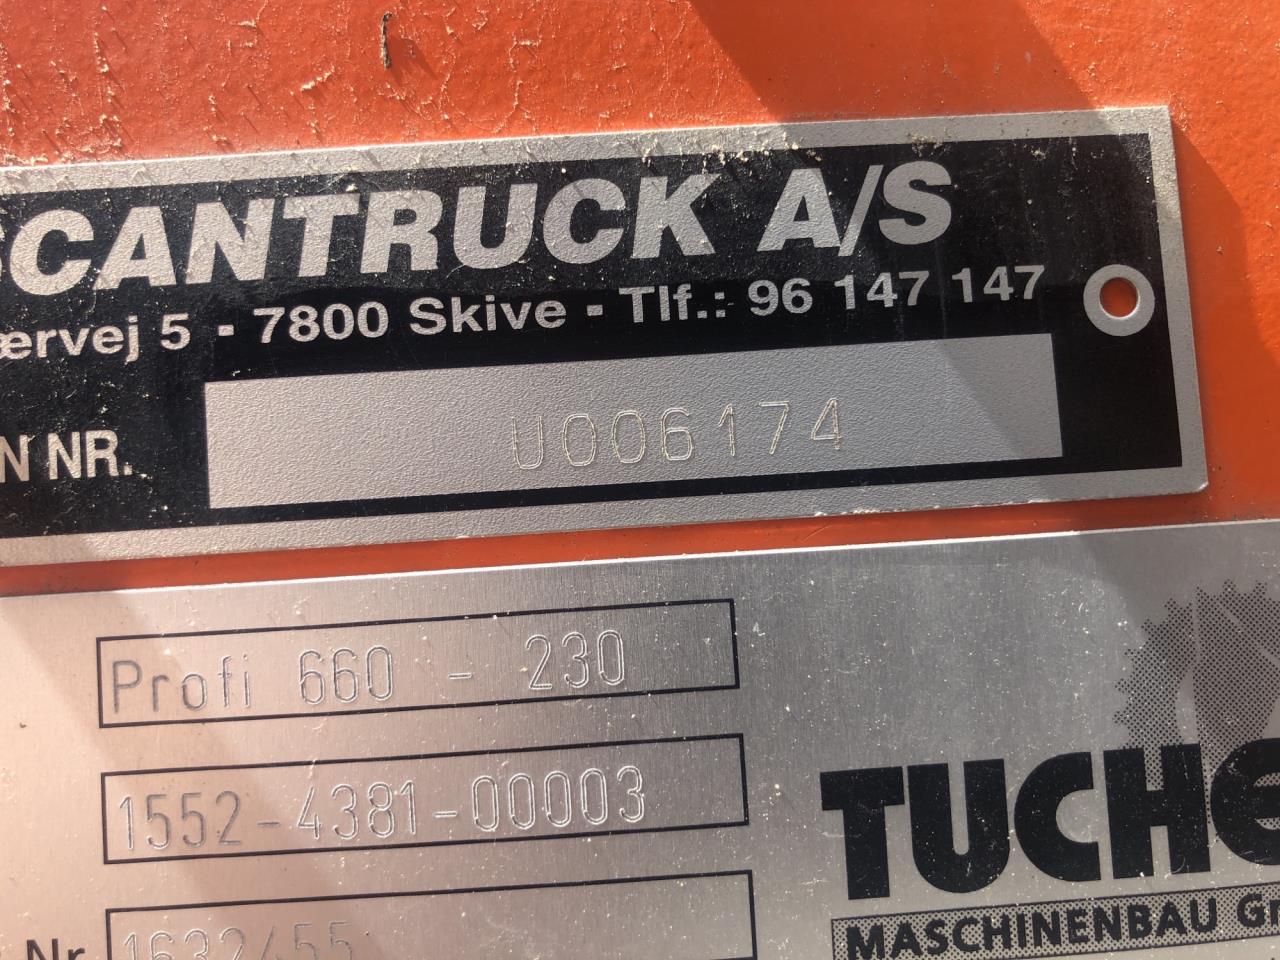 SCANTRUCK A/S
ærvej 5 - 7800 Skive - Tlf.: 96 147 147
N NR. U006174
Profi 660 - 230
1552-4381-00003
TUCHE
MASCHINENBAU G
Nr 1632455